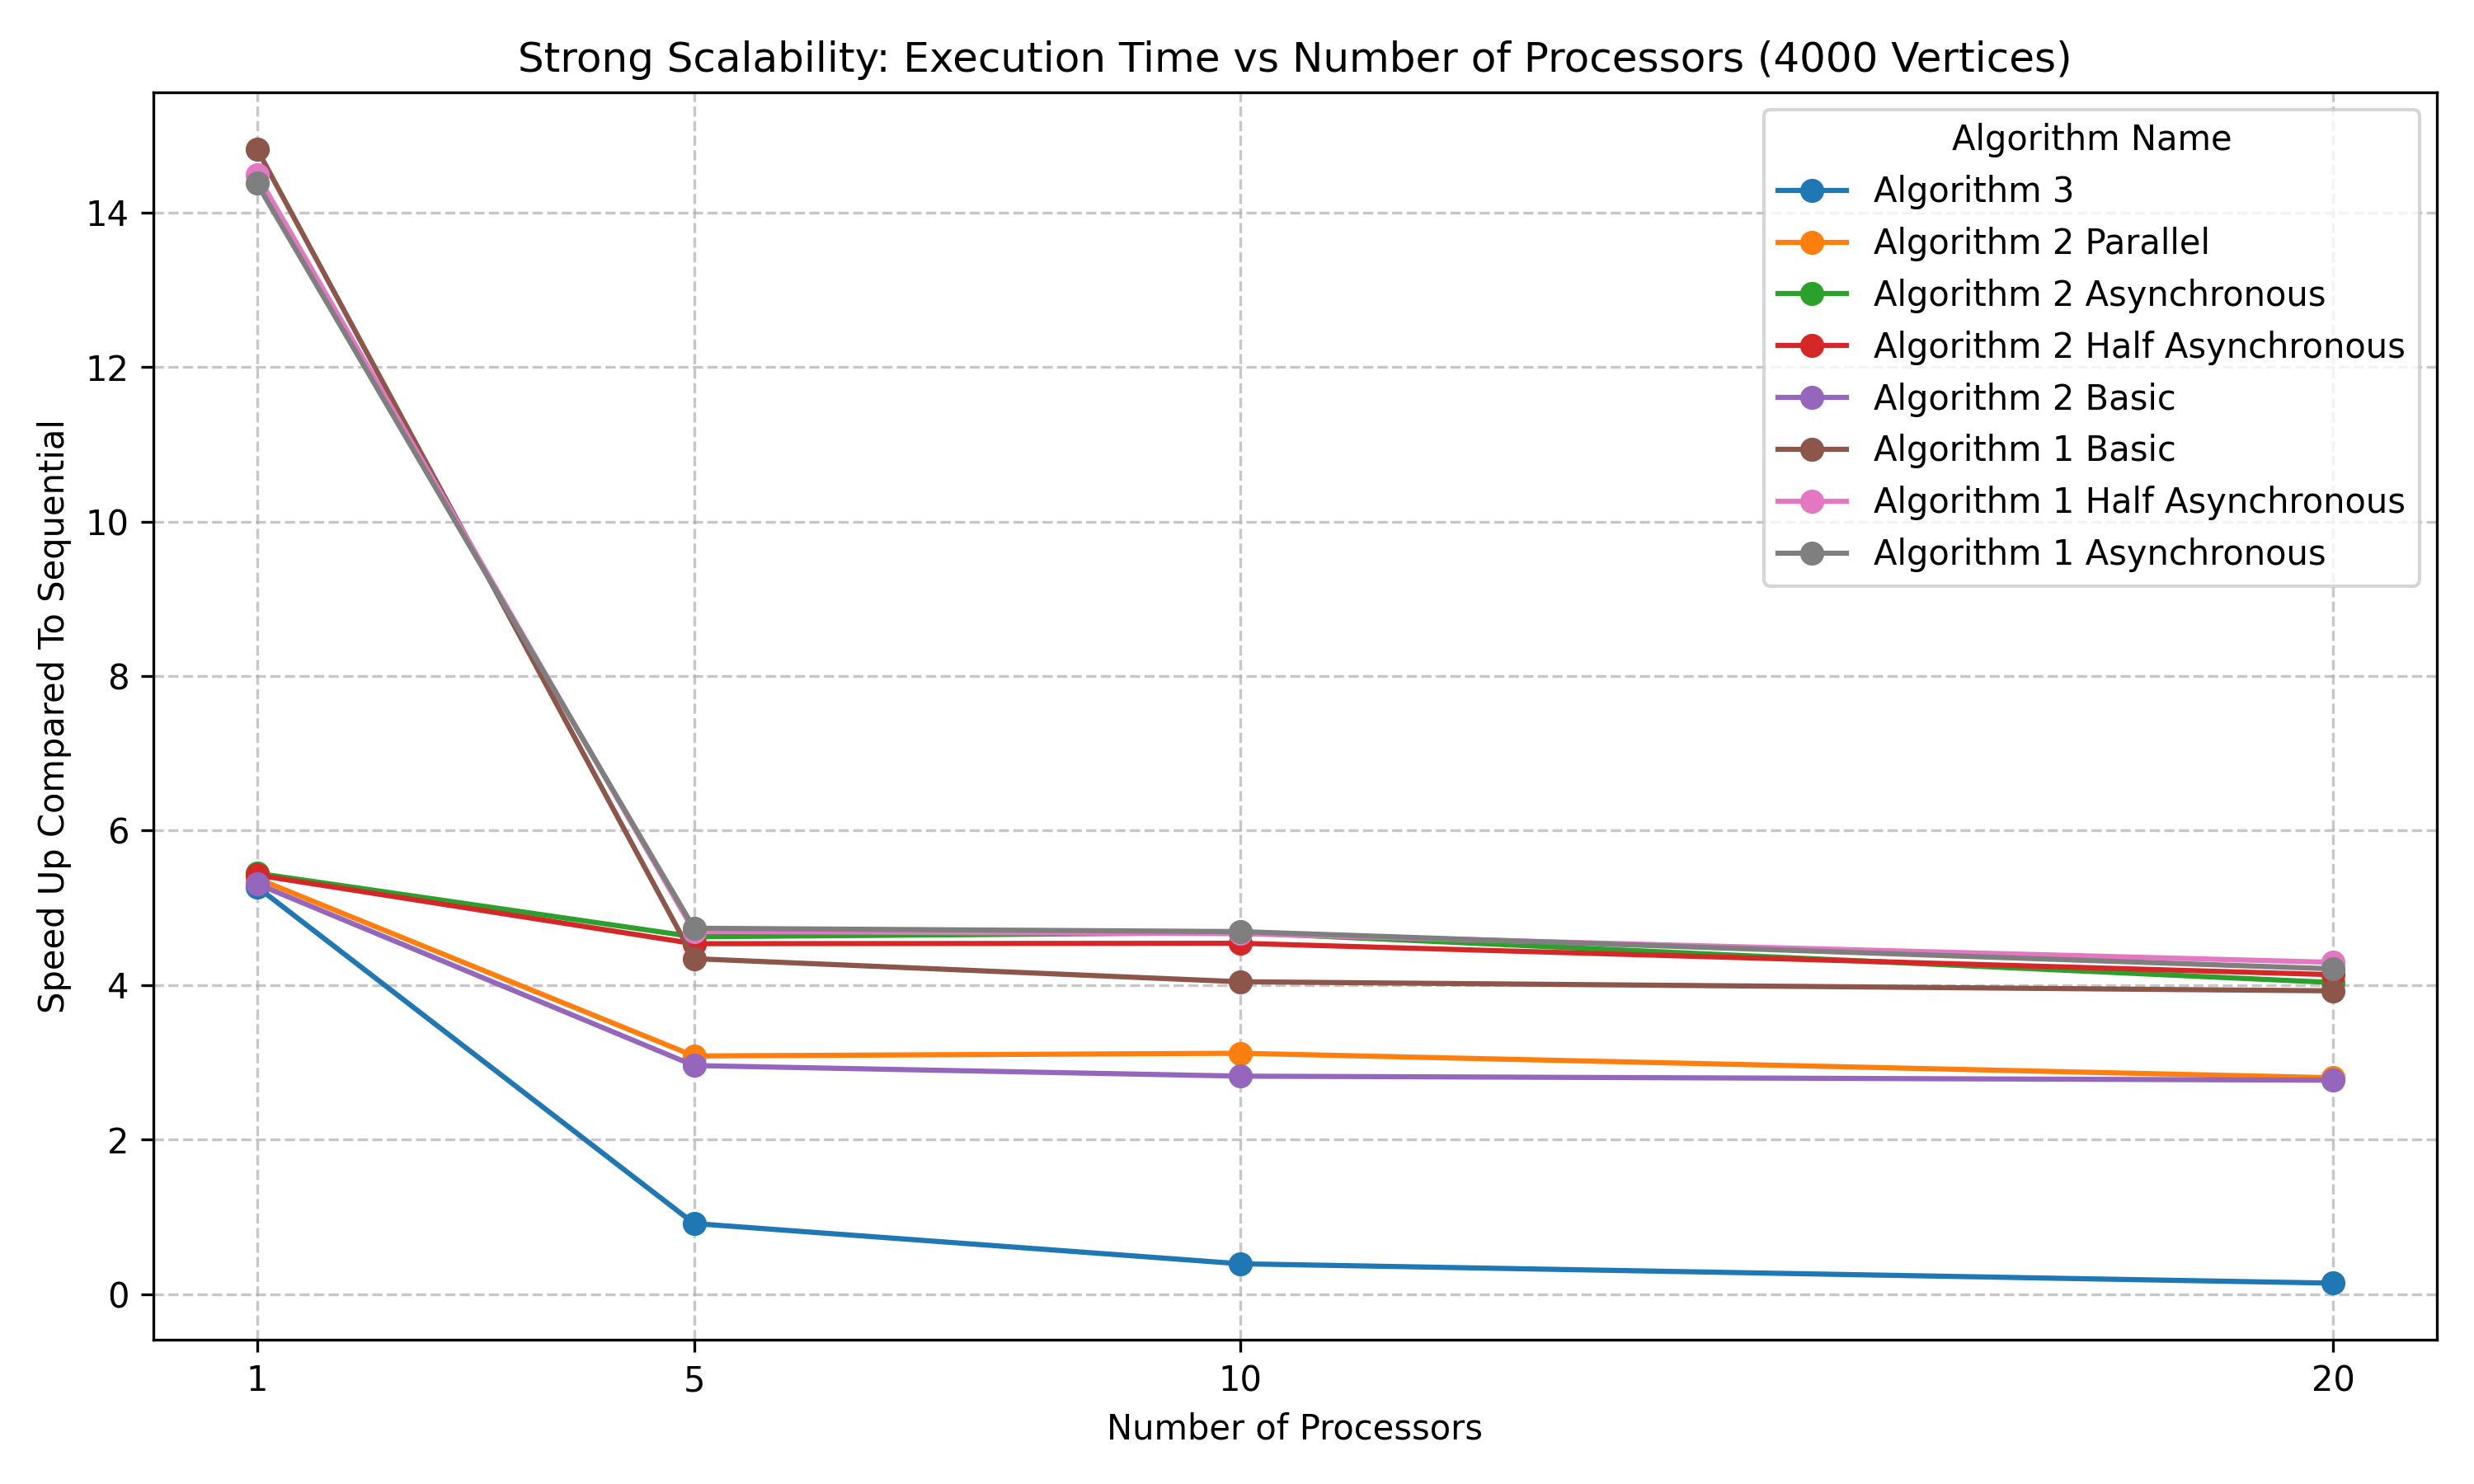 Strong Scalability: Execution Time vs Number of Processors (4000 Vertices)
Speed Up Compared To Sequential
14
12
10
8
6
4
2
0
Algorithm Name
Algorithm 3
Algorithm 2 Parallel
Algorithm 2 Asynchronous
Algorithm 2 Half Asynchronous
Algorithm 2 Basic
Algorithm 1 Basic
Algorithm 1 Half Asynchronous
Algorithm 1 Asynchronous
1
5
10
20
Number of Processors